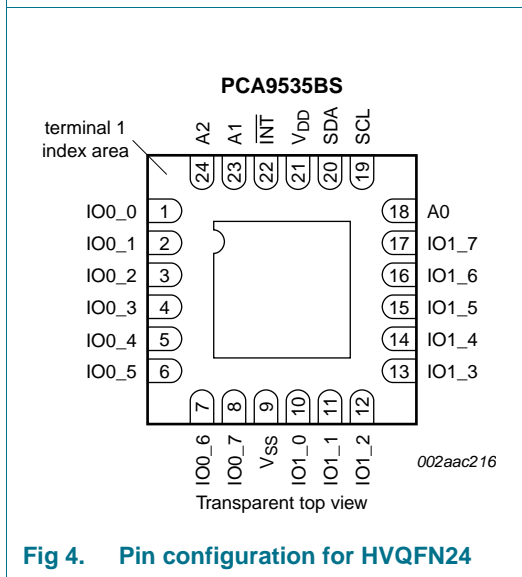 PCA9535BS
terminal 1
index area
A2
A1
INT
VDD
SDA
SCL
24
23
22
21
20
19
IO0_0 1
IO0_1 2
IO0_2 3
IO0_3 4
IO0_4 5
IO0_5 6
18 A0
17 IO1_7
16 IO1_6
15 IO1_5
14 IO1_4
13 IO1_3
7
8
9
10
11
12
IO0_6
IO0_7
VSS
IO1_0
IO1_1
IO1_2
002aac216
Transparent top view
Fig 4. Pin configuration for HVQFN24